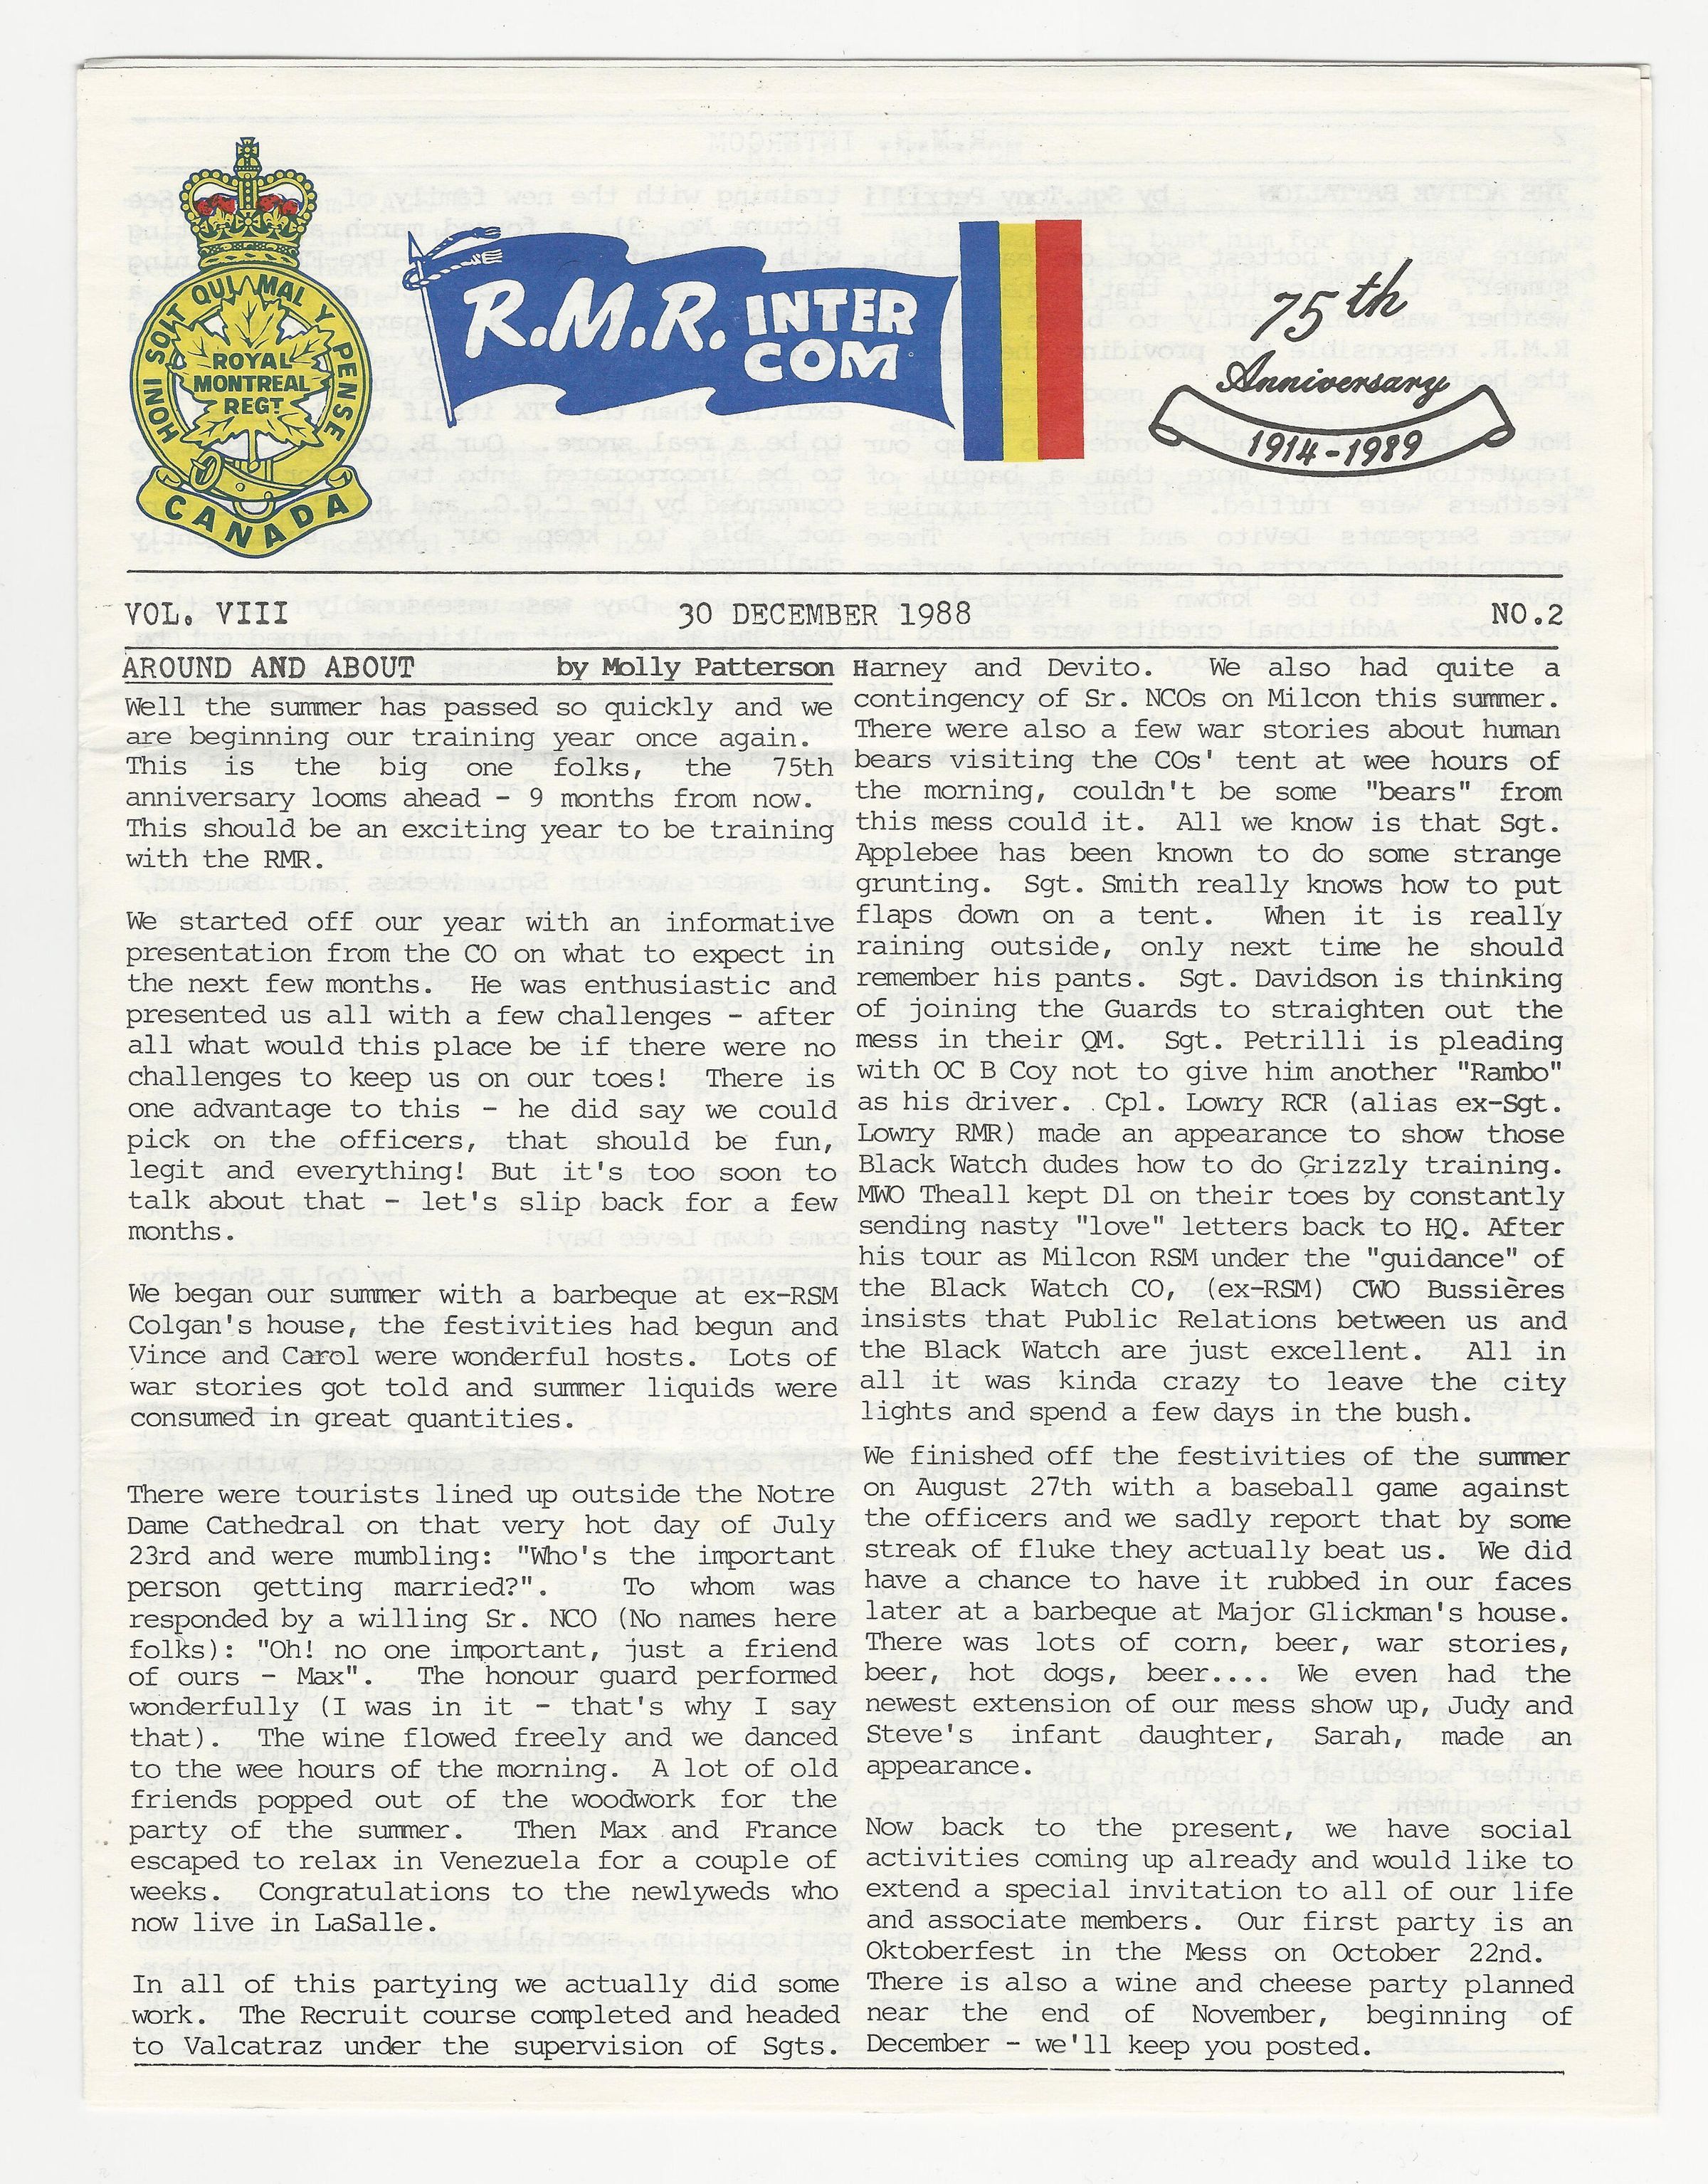 HONI SOIT QUI MAL Y PENSE
ROYAL
MONTREAL
REGT
CANADA
R.M.R. INTER
COM
75th
Anniversary
1914-1989
VOL. VIII 30 DECEMBER 1988 NO.2
AROUND AND ABOUT by Molly Patterson
Well the summer has passed so quickly and we
are beginning our training year once again.
This is the big one folks, the 75th
anniversary looms ahead - 9 months from now.
This should be an exciting year to be training
with the RMR.
We started off our year with an informative
presentation from the CO on what to expect in
the next few months. He was enthusiastic and
presented us all with a few challenges - after
all what would this place be if there were no
challenges to keep us on our toes! There is
one advantage to this - he did say we could
pick on the officers, that should be fun,
legit and everything! But it's too soon to
talk about that - let's slip back for a few
months.
We began our summer with a barbeque at ex-RSM
Colgan's house, the festivities had begun and
Vince and Carol were wonderful hosts. Lots of
war stories got told and summer liquids were
consumed in great quantities.
There were tourists lined up outside the Notre
Dame Cathedral on that very hot day of July
23rd and were mumbling: "Who's the important
person getting married?". To whom was
responded by a willing Sr. NCO (No names here
folks): "Oh! no one important, just a friend
of ours - Max". The honour guard performed
wonderfully (I was in it - that's why I say
that). The wine flowed freely and we danced
to the wee hours of the morning. A lot of old
friends popped out of the woodwork for the
party of the summer. Then Max and France
escaped to relax in Venezuela for a couple of
weeks. Congratulations to the newlyweds who
now live in LaSalle.
In all of this partying we actually did some
work. The Recruit course completed and headed
to Valcatraz under the supervision of Sgts.
Harney and Devito. We also had quite a
contingency of Sr. NCOs on Milcon this summer.
There were also a few war stories about human
bears visiting the COs' tent at wee hours of
the morning, couldn't be some "bears" from
this mess could it. All we know is that Sgt.
Applebee has been known to do some strange
grunting. Sgt. Smith really knows how to put
flaps down on a tent. When it is really
raining outside, only next time he should
remember his pants. Sgt. Davidson is thinking
of joining the Guards to straighten out the
mess in their QM. Sgt. Petrilli is pleading
with OC B Coy not to give him another "Rambo"
as his driver. Cpl. Lowry RCR (alias ex-Sgt.
Lowry RMR) made an appearance to show those
Black Watch dudes how to do Grizzly training.
MWO Theall kept D1 on their toes by constantly
sending nasty "love" letters back to HQ. After
his tour as Milcon RSM under the "guidance" of
the Black Watch CO, (ex-RSM) CWO Bussières
insists that Public Relations between us and
the Black Watch are just excellent. All in
all it was kinda crazy to leave the city
lights and spend a few days in the bush.
We finished off the festivities of the summer
on August 27th with a baseball game against
the officers and we sadly report that by some
streak of fluke they actually beat us. We did
have a chance to have it rubbed in our faces
later at a barbeque at Major Glickman's house.
There was lots of corn, beer, war stories,
beer, hot dogs, beer.... We even had the
newest extension of our mess show up, Judy and
Steve's infant daughter, Sarah, made an
appearance.
Now back to the present, we have social
activities coming up already and would like to
extend a special invitation to all of our life
and associate members. Our first party is an
Oktoberfest in the Mess on October 22nd.
There is also a wine and cheese party planned
near the end of November, beginning of
December - we'll keep you posted.